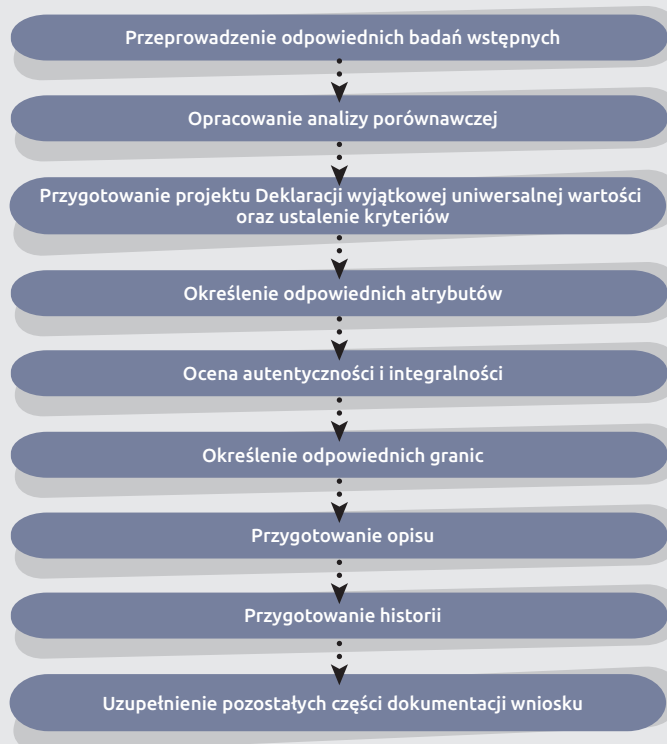 Przeprowadzenie odpowiednich badań wstępnych
Opracowanie analizy porównawczej
Przygotowanie projektu Deklaracji wyjątkowej uniwersalnej wartości
oraz ustalenie kryteriów
Określenie odpowiednich atrybutów
Ocena autentyczności i integralności
Określenie odpowiednich granic
Przygotowanie opisu
Przygotowanie historii
Uzupełnienie pozostałych części dokumentacji wniosku